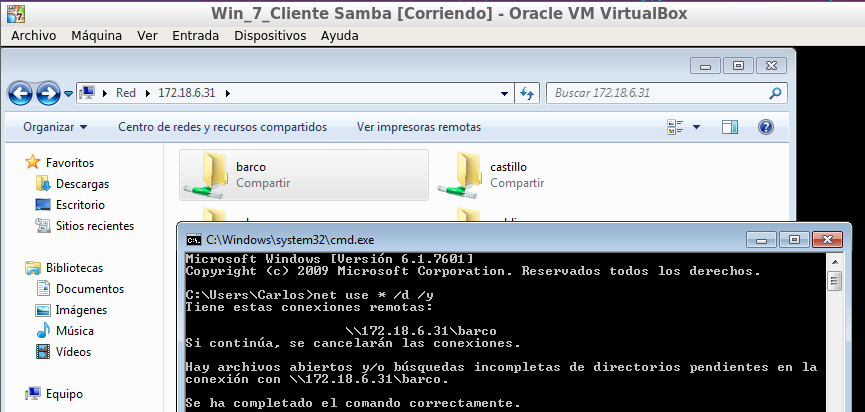 Win_7_Cliente Samba [Corriendo] - Oracle VM VirtualBox
Archivo Máquina Ver Entrada Dispositivos Ayuda
Red 172.18.6.31
Buscar 172.18.6.31
Organizar Centro de redes y recursos compartidos Ver impresoras remotas
Favoritos
Descargas
Escritorio
Sitios recientes
Bibliotecas
Documentos
Imágenes
Música
Vídeos
Equipo
barco
Compartir
castillo
Compartir
C:\Windows\system32\cmd.exe
Microsoft Windows [Versión 6.1.7601]
Copyright (c) 2009 Microsoft Corporation. Reservados todos los derechos.
C:\Users\Carlos>net use * /d /y
Tiene estas conexiones remotas:
\\172.18.6.31\barco
Si continúa, se cancelarán las conexiones.
Hay archivos abiertos y/o búsquedas incompletas de directorios pendientes en la
conexión con \\172.18.6.31\barco.
Se ha completado el comando correctamente.